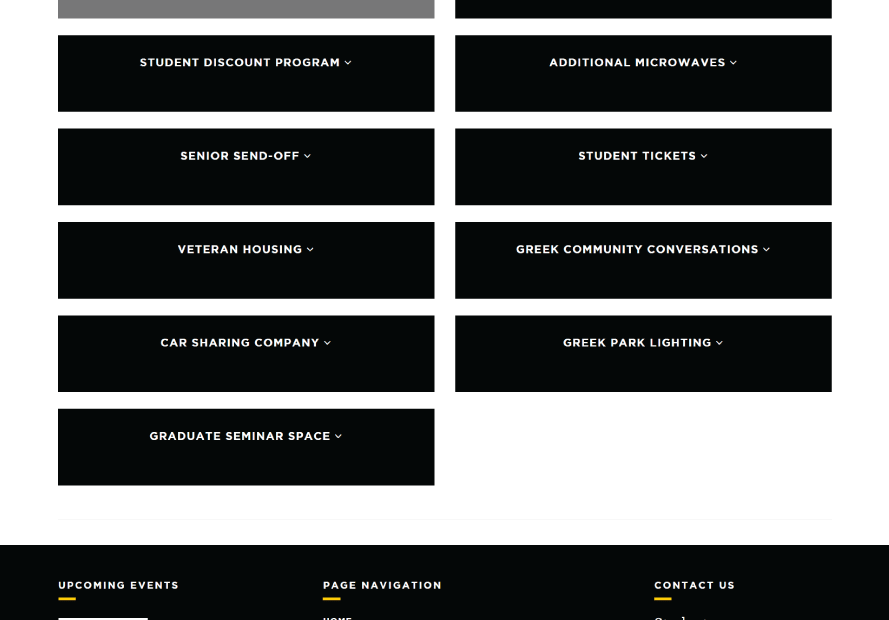 STUDENT DISCOUNT PROGRAM
ADDITIONAL MICROWAVES
SENIOR SEND-OFF
STUDENT TICKETS
VETERAN HOUSING
GREEK COMMUNITY CONVERSATIONS
CAR SHARING COMPANY
GREEK PARK LIGHTING
GRADUATE SEMINAR SPACE
UPCOMING EVENTS
PAGE NAVIGATION
CONTACT US
HOME